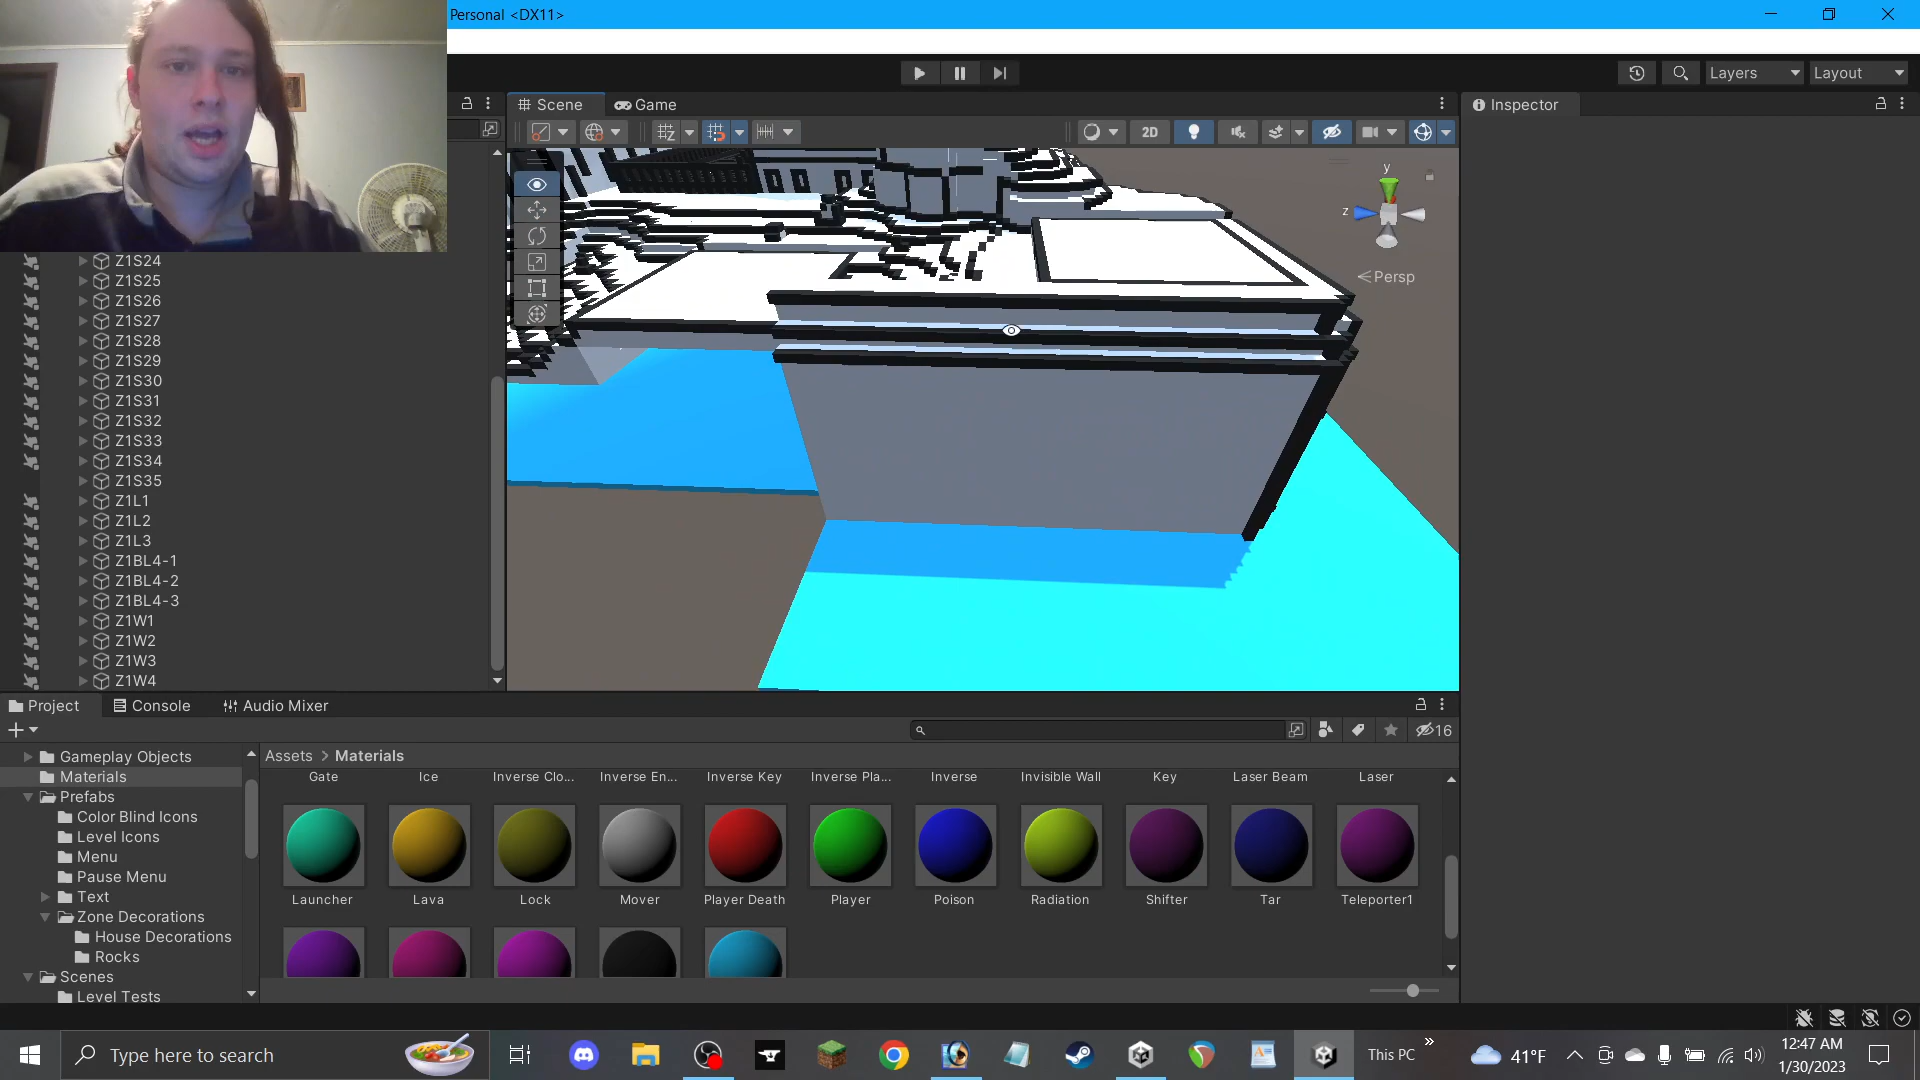 Personal <DX11>
Layers
Layout
Scene
Game
Inspector
2D
y
z
Persp
Z1S24
Z1S25
Z1S26
Z1S27
Z1S28
Z1S29
Z1S30
Z1S31
Z1S32
Z1S33
Z1S34
Z1S35
Z1L1
Z1L2
Z1L3
Z1BL4-1
Z1BL4-2
Z1BL4-3
Z1W1
Z1W2
Z1W3
Z1W4
Project
Console
Audio Mixer
16
Gameplay Objects
Materials
Prefabs
Color Blind Icons
Level Icons
Menu
Pause Menu
Text
Zone Decorations
House Decorations
Rocks
Scenes
Level Tests
Assets > Materials
Gate
Ice
Inverse Clo...
Inverse En...
Inverse Key
Inverse Pla...
Inverse
Invisible Wall
Key
Laser Beam
Laser
Launcher
Lava
Lock
Mover
Player Death
Player
Poison
Radiation
Shifter
Tar
Teleporter1
Type here to search
This PC
»
41°F
12:47 AM
1/30/2023